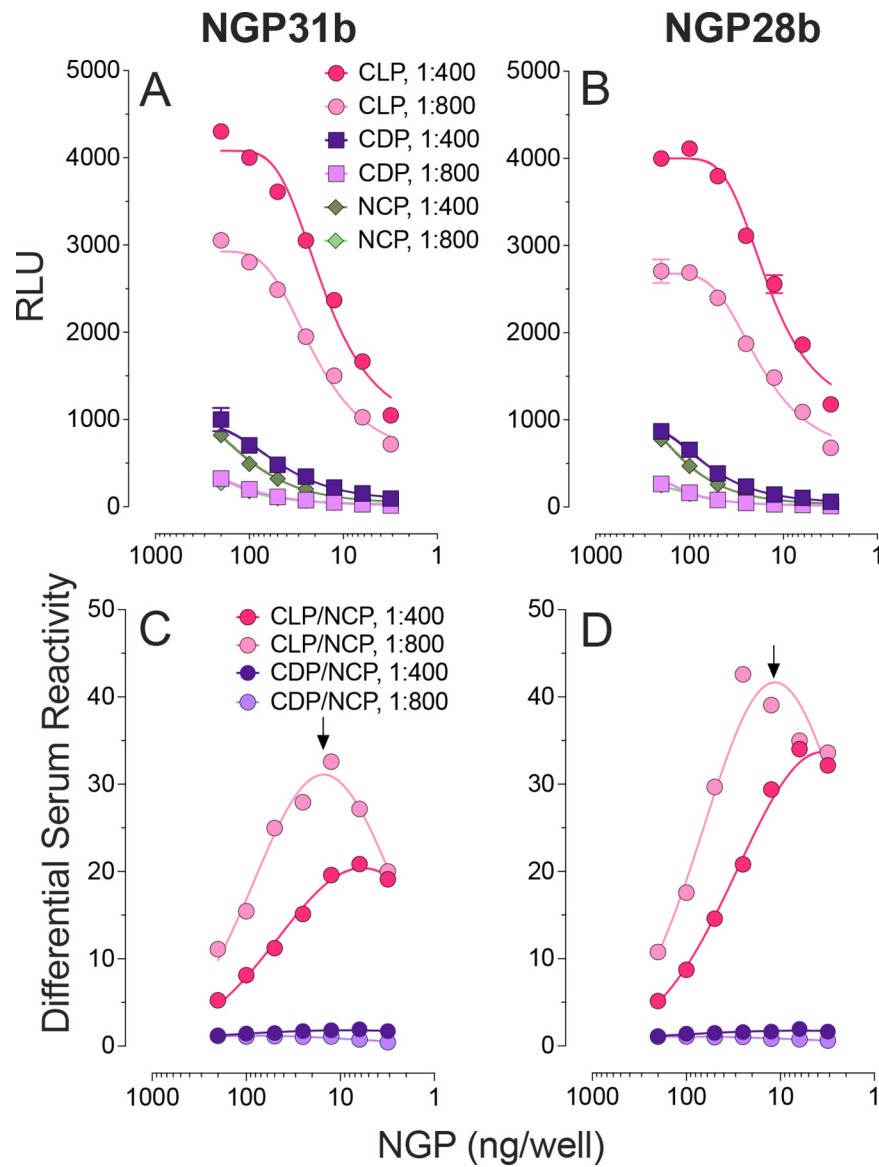 NGP31b
NGP28b
A
CLP, 1:400
CLP, 1:800
CDP, 1:400
CDP, 1:800
NCP, 1:400
NCP, 1:800
B
5000
4000
3000
2000
1000
0
RLU
1000
100
10
1
5000
4000
3000
2000
1000
0
1000
100
10
1
C
CLP/NCP, 1:400
CLP/NCP, 1:800
CDP/NCP, 1:400
CDP/NCP, 1:800
D
50
40
30
20
10
0
Differential Serum Reactivity
1000
100
10
1
50
40
30
20
10
0
1000
100
10
1
NGP (ng/well)